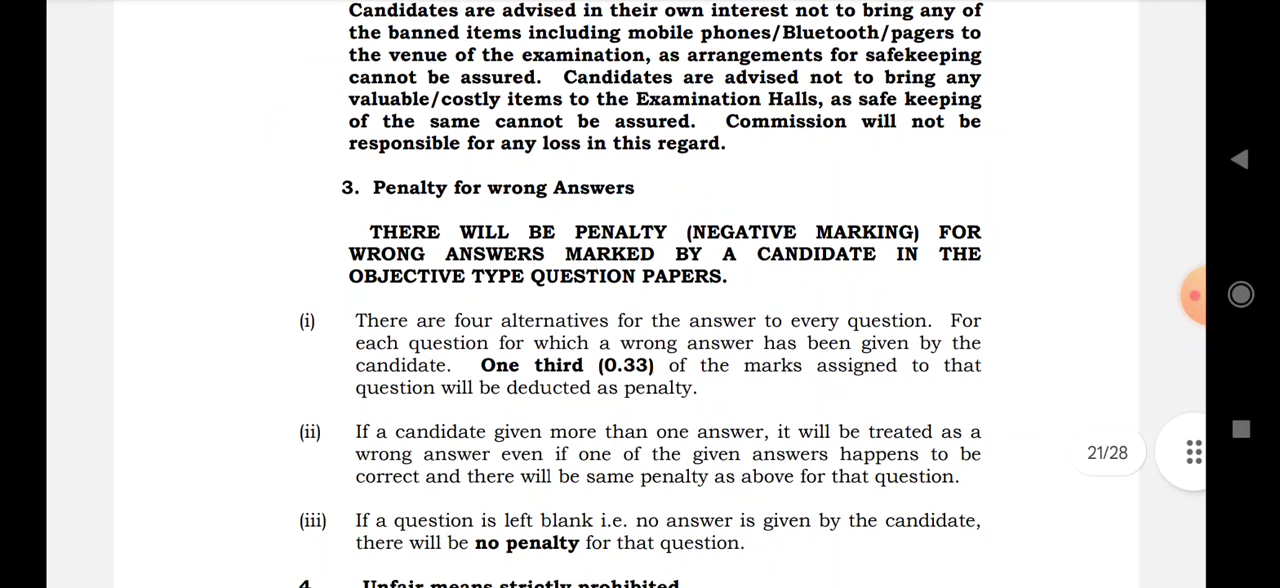 Candidates are advised in their own interest not to bring any of
the banned items including mobile phones/Bluetooth/pagers to
the venue of the examination, as arrangements for safekeeping
cannot be assured. Candidates are advised not to bring any
valuable/costly items to the Examination Halls, as safe keeping
of the same cannot be assured. Commission will not be
responsible for any loss in this regard.
3. Penalty for wrong Answers
THERE WILL BE PENALTY (NEGATIVE MARKING) FOR
WRONG ANSWERS MARKED BY A CANDIDATE IN THE
OBJECTIVE TYPE QUESTION PAPERS.
(i) There are four alternatives for the answer to every question. For
each question for which a wrong answer has been given by the
candidate. One third (0.33) of the marks assigned to that
question will be deducted as penalty.
(ii) If a candidate given more than one answer, it will be treated as a
wrong answer even if one of the given answers happens to be
correct and there will be same penalty as above for that question.
21/28
(iii) If a question is left blank i.e. no answer is given by the candidate,
there will be no penalty for that question.
4. Unfair means strictly prohibited